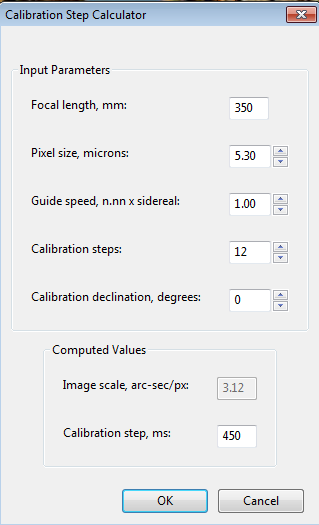 Calibration Step Calculator
Input Parameters
Focal length, mm: 350
Pixel size, microns: 5.30
Guide speed, n.nn x sidereal: 1.00
Calibration steps: 12
Calibration declination, degrees: 0
Computed Values
Image scale, arc-sec/px: 3.12
Calibration step, ms: 450
OK Cancel